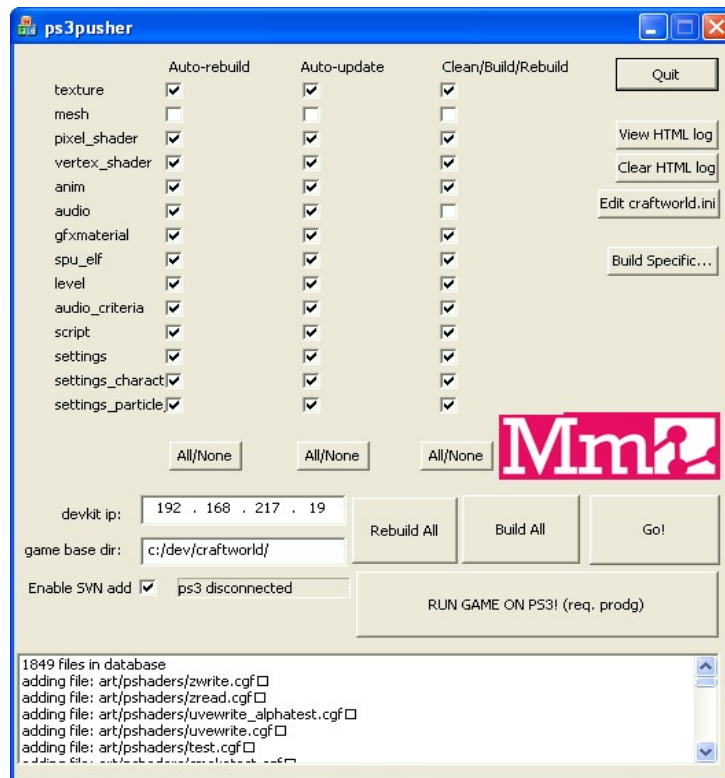 ps3pusher
Auto-rebuild Auto-update Clean/Build/Rebuild Quit
texture
mesh
pixel_shader View HTML log
vertex_shader Clear HTML log
anim
audio Edit craftworld.ini
gfxmaterial
spu_elf Build Specific...
level
audio_criteria
script
settings
settings_charact
settings_particle_
All/None All/None All/None Mm
devkit ip: 192 . 168 . 217 . 19 Rebuild All Build All Go!
game base dir: c:/dev/craftworld/
Enable SVN add ps3 disconnected RUN GAME ON PS3! (req. prodg)
1849 files in database
adding file: art/pshaders/zwrite.cgf□
adding file: art/pshaders/zread.cgf□
adding file: art/pshaders/uvewrite_alphatest.cgf□
adding file: art/pshaders/uvewrite.cgf□
adding file: art/pshaders/test.cgf□